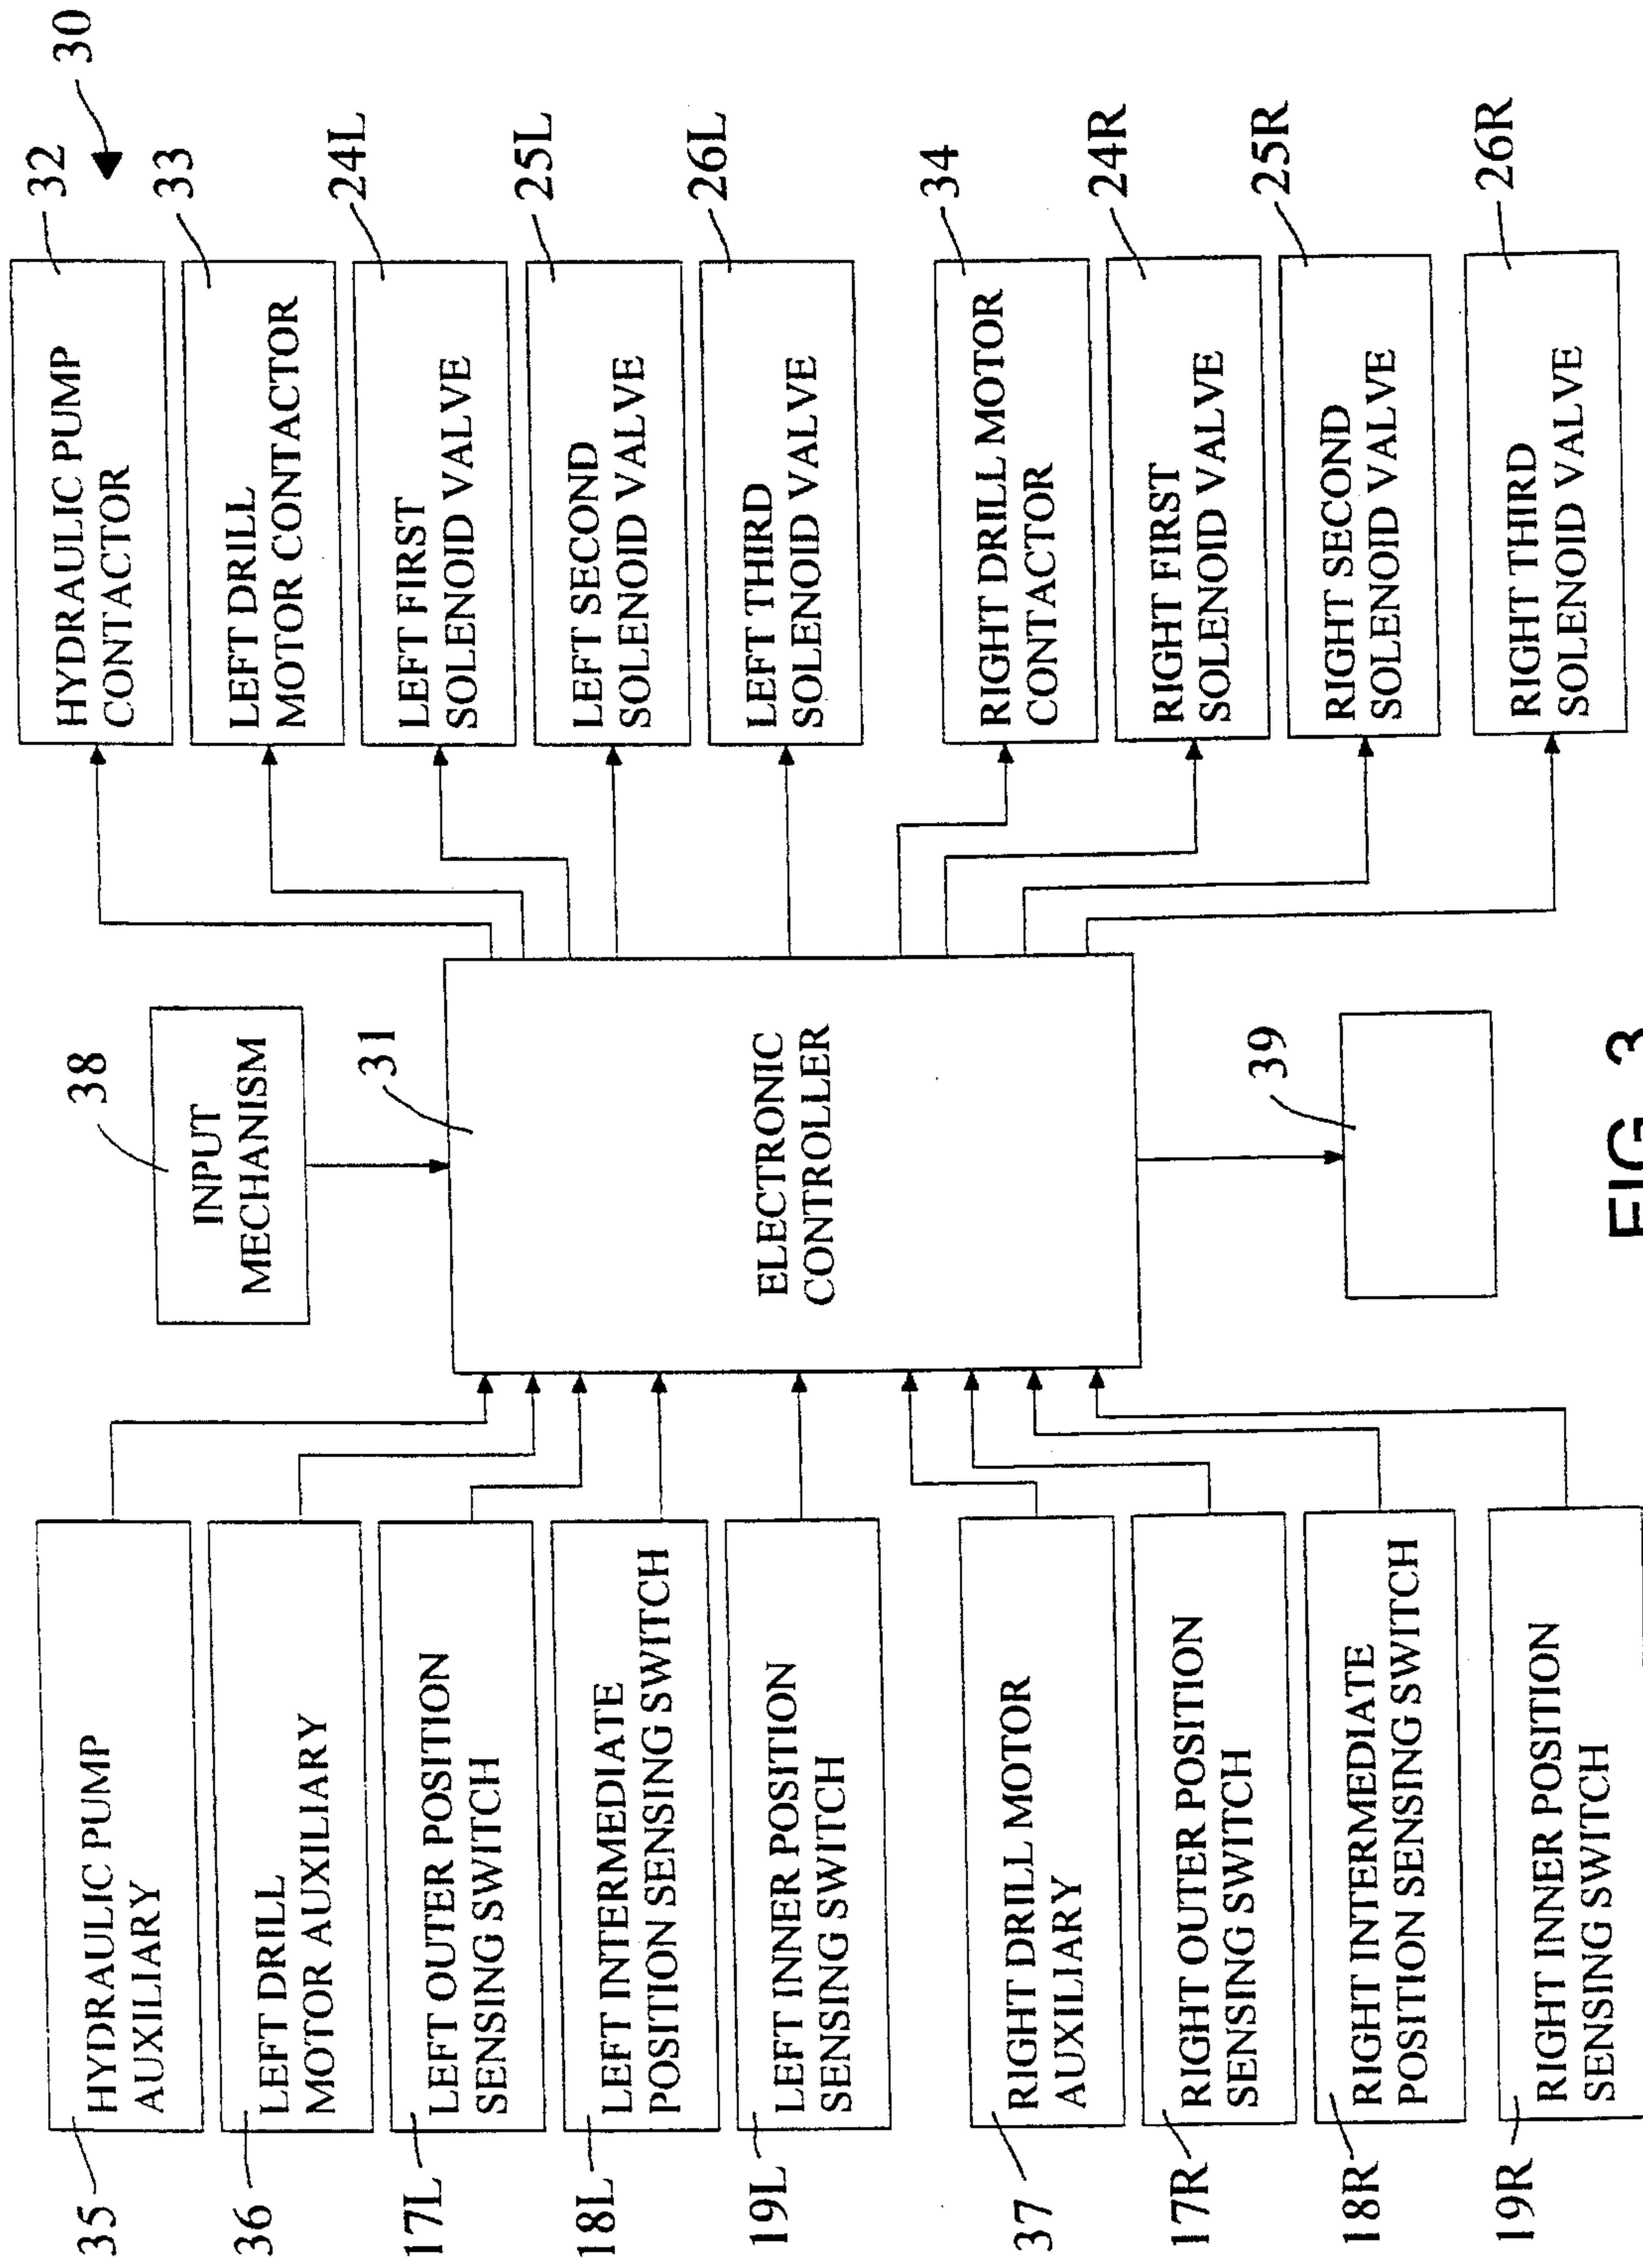 30
38
INPUT
MECHANISM
31
ELECTRONIC
CONTROLLER
39
35
HYDRAULIC PUMP
AUXILIARY
36
LEFT DRILL
MOTOR AUXILIARY
17L
LEFT OUTER POSITION
SENSING SWITCH
18L
LEFT INTERMEDIATE
POSITION SENSING SWITCH
19L
LEFT INNER POSITION
SENSING SWITCH
37
RIGHT DRILL MOTOR
AUXILIARY
17R
RIGHT OUTER POSITION
SENSING SWITCH
18R
RIGHT INTERMEDIATE
POSITION SENSING SWITCH
19R
RIGHT INNER POSITION
SENSING SWITCH
32
HYDRAULIC PUMP
CONTACTOR
33
LEFT DRILL
MOTOR CONTACTOR
24L
LEFT FIRST
SOLENOID VALVE
25L
LEFT SECOND
SOLENOID VALVE
26L
LEFT THIRD
SOLENOID VALVE
34
RIGHT DRILL MOTOR
CONTACTOR
24R
RIGHT FIRST
SOLENOID VALVE
25R
RIGHT SECOND
SOLENOID VALVE
26R
RIGHT THIRD
SOLENOID VALVE
FIG. 3